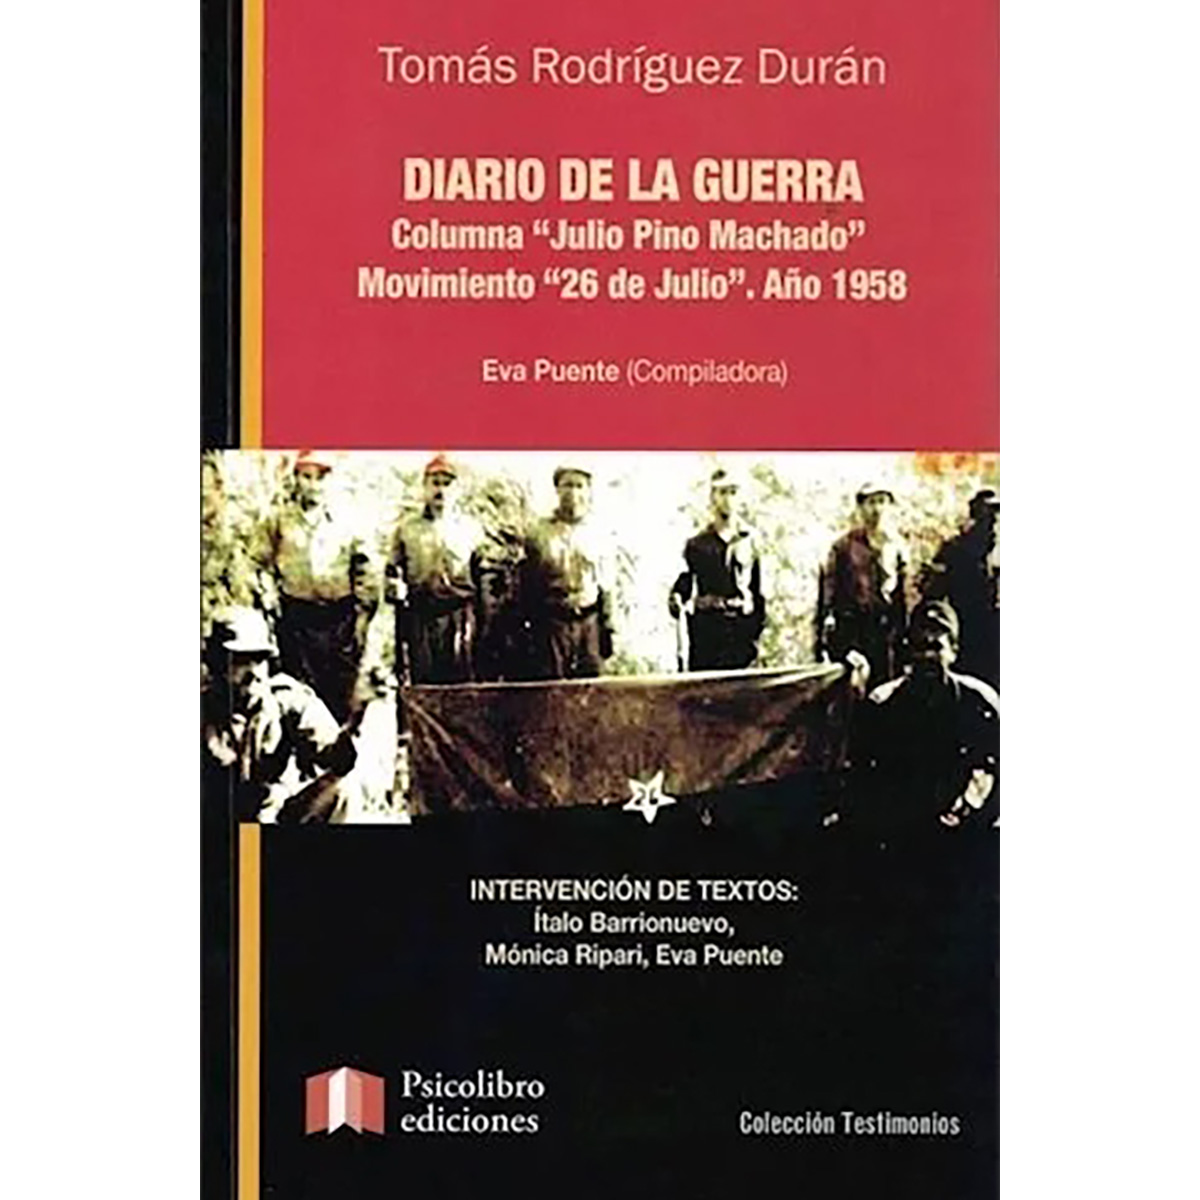 Tomás Rodríguez Durán
DIARIO DE LA GUERRA
Columna “Julio Pino Machado”
Movimiento “26 de Julio”. Año 1958
Eva Puente (Compiladora)
26
INTERVENCIÓN DE TEXTOS:
Ítalo Barrionuevo,
Mónica Ripari, Eva Puente
Psicolibro
ediciones
Colección Testimonios